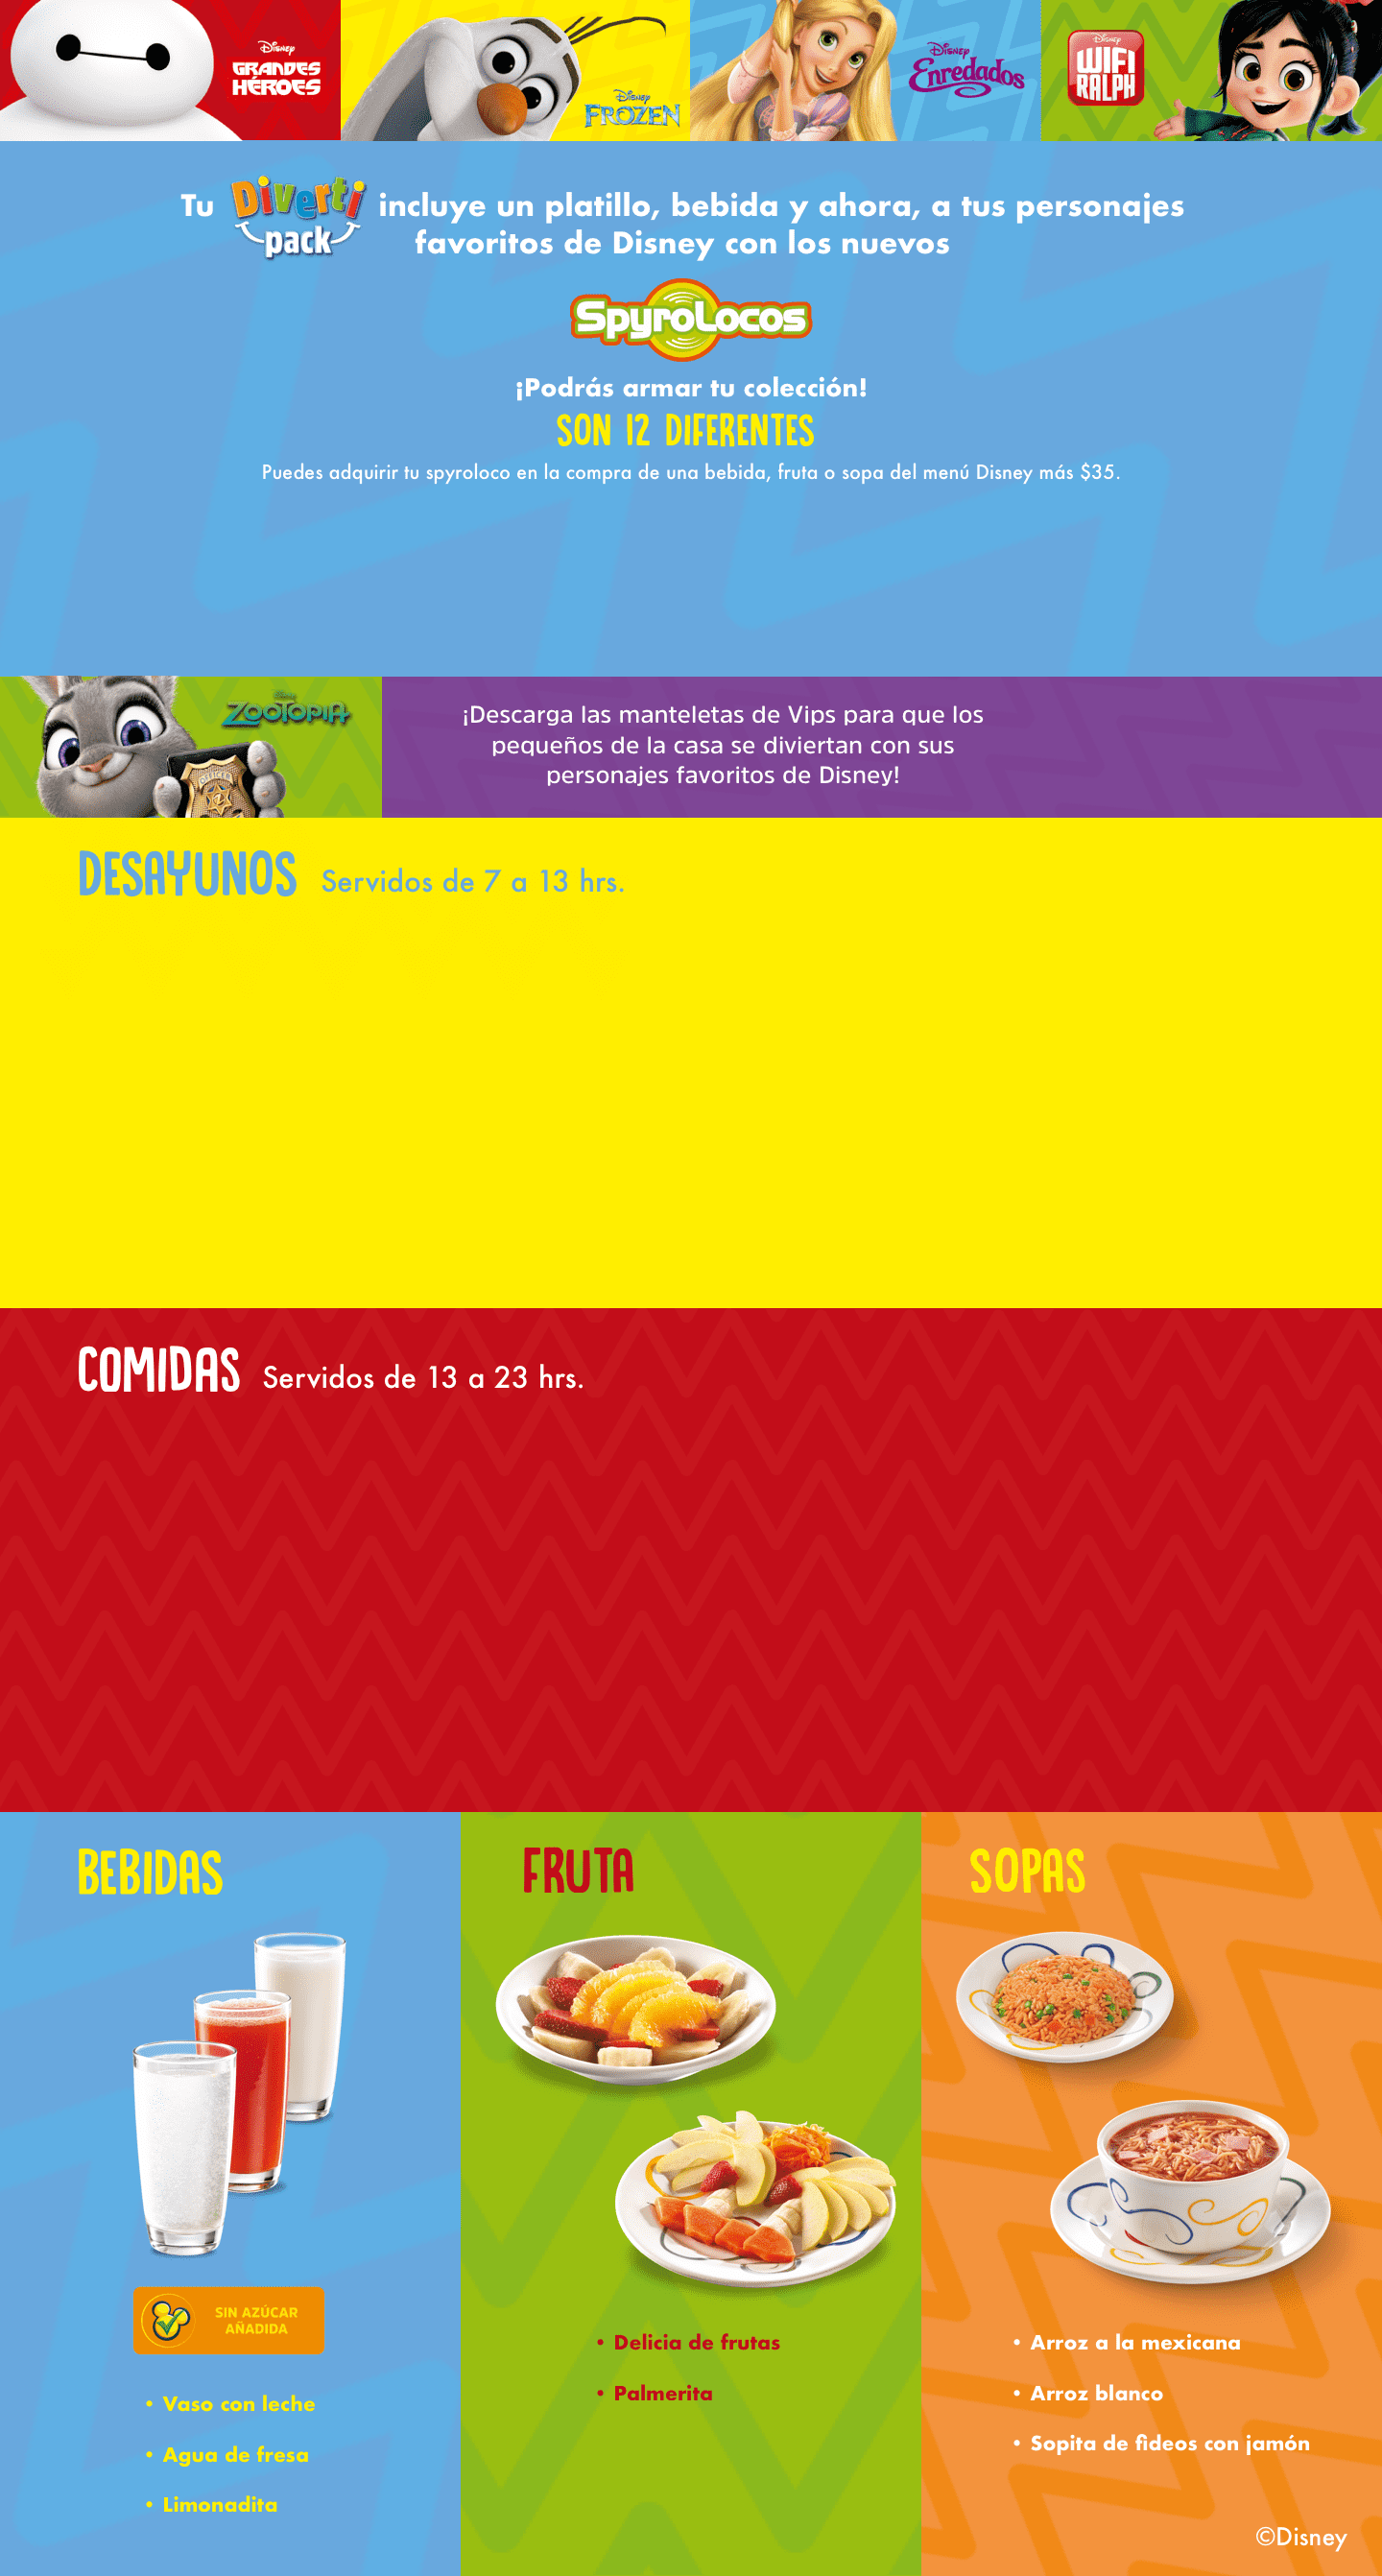 Disney
GRANDES
HÉROES
Disney
FROZEN
Disney
Enredados
Disney
WIFI
RALPH
Tu Diverti pack incluye un platillo, bebida y ahora, a tus personajes
favoritos de Disney con los nuevos
SpyroLocos
¡Podrás armar tu colección!
SON 12 DIFERENTES
Puedes adquirir tu spyroloco en la compra de una bebida, fruta o sopa del menú Disney más $35.
Disney
ZOOTOPIA
OFFICER
¡Descarga las manteletas de Vips para que los
pequeños de la casa se diviertan con sus
personajes favoritos de Disney!
DESAYUNOS Servidos de 7 a 13 hrs.
COMIDAS Servidos de 13 a 23 hrs.
BEBIDAS
SIN AZÚCAR
AÑADIDA
• Vaso con leche
• Agua de fresa
• Limonadita
FRUTA
• Delicia de frutas
• Palmerita
SOPAS
• Arroz a la mexicana
• Arroz blanco
• Sopita de fideos con jamón
©Disney